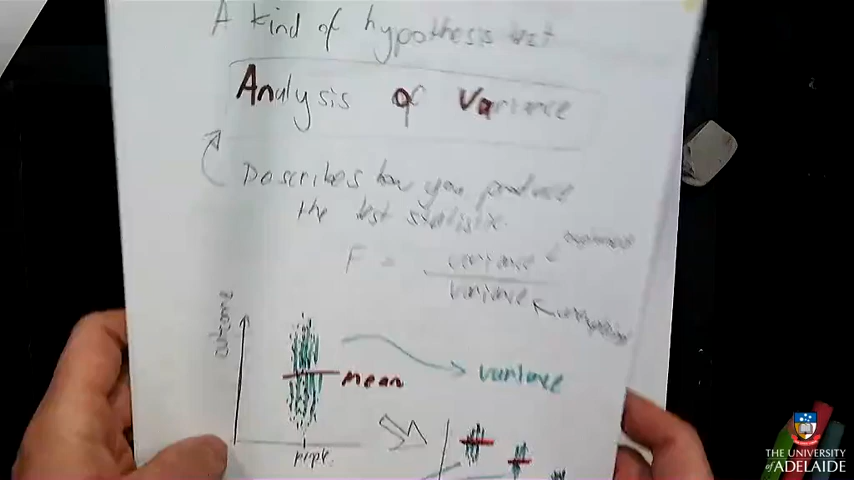 A kind of hypothesis test
Analysis of Variance
Describes how you produce
the test statistic.
F = variance
variance
outcome
mean
variance
people
THE UNIVERSITY
of ADELAIDE